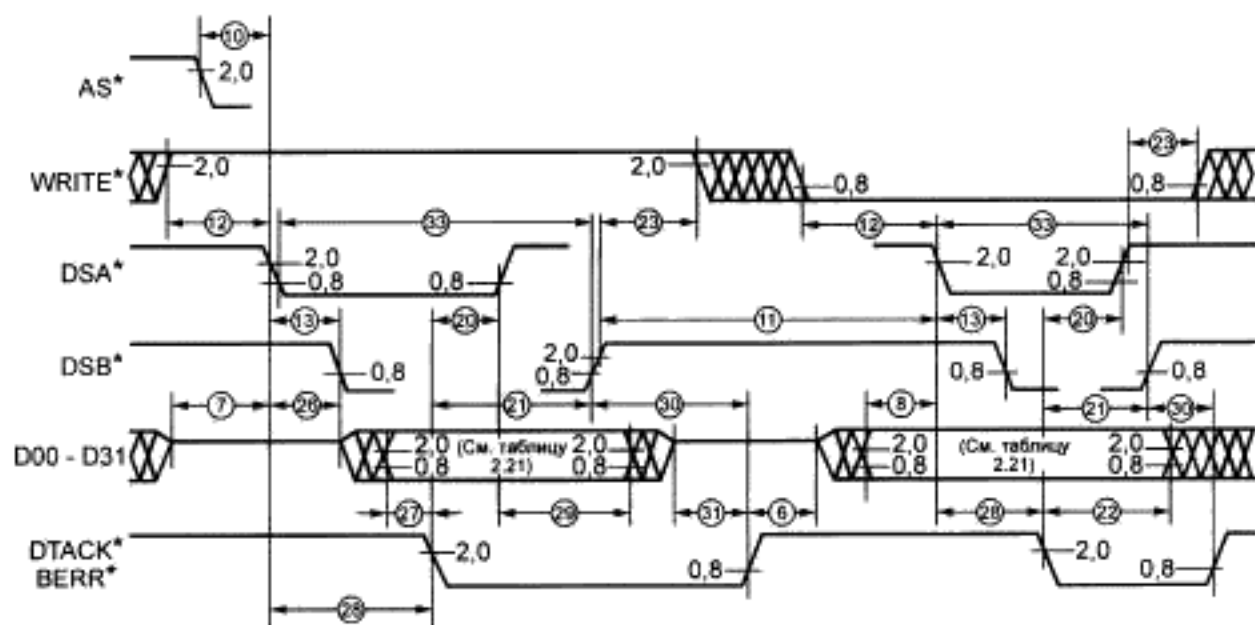 10
AS* 2,0
23
WRITE* 2,0 2,0 0,8 0,8
12 33 23 12 33
DSA* 2,0 0,8 2,0 2,0 0,8
13 20 11 13 20
DSB* 0,8 2,0 0,8 0,8 0,8
7 26 21 30 8 21 30
D00 - D31 2,0 0,8 (См. таблицу 2.21) 2,0 0,8 2,0 0,8 (См. таблицу 2.21) 2,0 0,8
27 29 31 6 28 22
DTACK*
BERR* 2,0 0,8 2,0 0,8
28